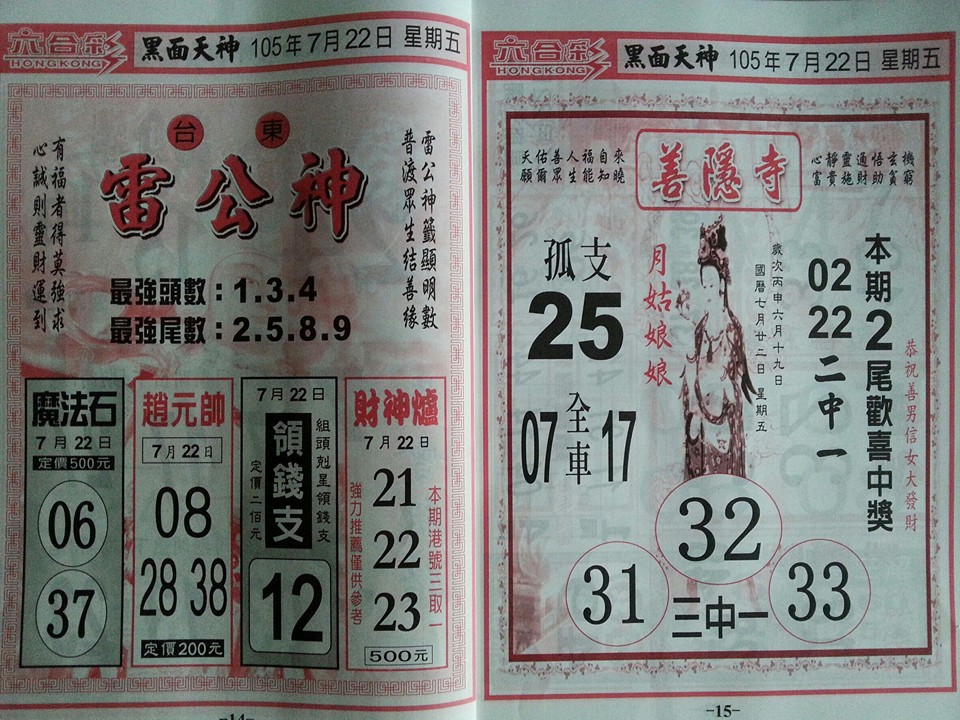 六合彩 HONGKONG 黑面天神 105年7月22日 星期五
台東
雷公神
雷公神籤顯明數
普渡眾生結善緣
有福者得莫強求
心誠則靈財運到
最強頭數：1.3.4
最強尾數：2.5.8.9
魔法石
7月22日
定價500元
06
37
趙元帥
7月22日
08
28 38
定價200元
7月22日
組頭剋星領錢支
領錢支
定價二佰元
12
財神爐
7月22日
本期港號三取一
21
22
23
強力推薦僅供參考
500元
-14-
六合彩 HONGKONG 黑面天神 105年7月22日 星期五
天佑善人福自來
願爾眾生能知曉
善隱寺
心靜靈通悟玄機
富貴施財助貧窮
本期2尾歡喜中獎
恭祝善男信女大發財
02
22
二中一
歲次丙申六月十九日
國曆七月廿二日 星期五
月姑娘娘
孤支
25
全車
07 17
32
31 33
三中一
-15-